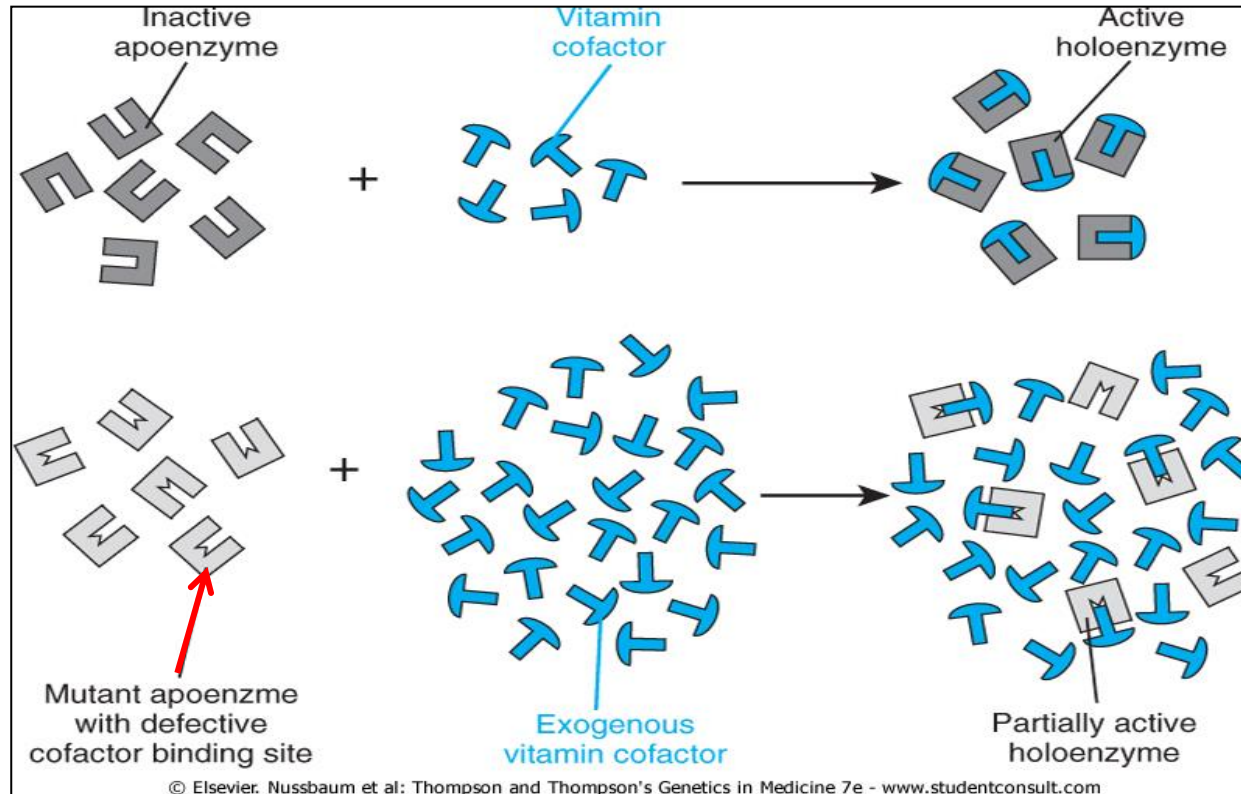 Inactive
apoenzyme
Vitamin
cofactor
Active
holoenzyme
+
+
Mutant apoenzme
with defective
cofactor binding site
Exogenous
vitamin cofactor
Partially active
holoenzyme
© Elsevier. Nussbaum et al: Thompson and Thompson's Genetics in Medicine 7e - www.studentconsult.com